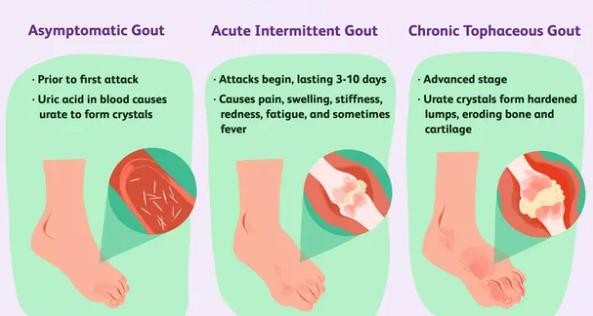 Asymptomatic Gout
· Prior to first attack
· Uric acid in blood causes
urate to form crystals
Acute Intermittent Gout
· Attacks begin, lasting 3-10 days
· Causes pain, swelling, stiffness,
redness, fatigue, and sometimes
fever
Chronic Tophaceous Gout
· Advanced stage
· Urate crystals form hardened
lumps, eroding bone and
cartilage